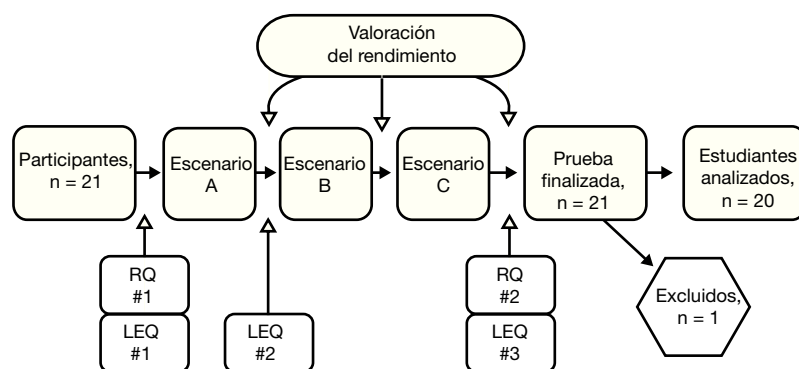 Valoración
del rendimiento
Participantes,
n = 21
Escenario
A
Escenario
B
Escenario
C
Prueba
finalizada,
n = 21
Estudiantes
analizados,
n = 20
RQ
#1
LEQ
#1
LEQ
#2
RQ
#2
LEQ
#3
Excluidos,
n = 1